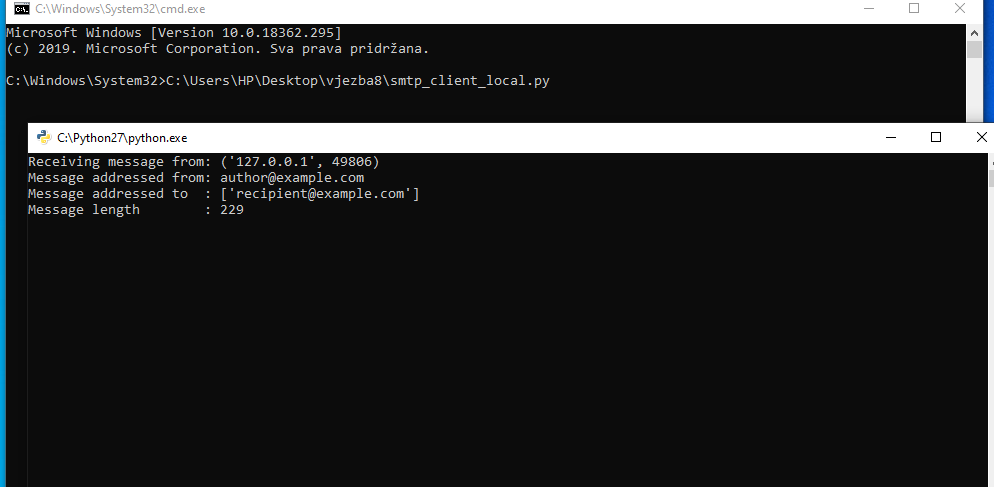 C:\Windows\System32\cmd.exe
Microsoft Windows [Version 10.0.18362.295]
(c) 2019. Microsoft Corporation. Sva prava pridržana.
C:\Windows\System32>C:\Users\HP\Desktop\vjezba8\smtp_client_local.py
C:\Python27\python.exe
Receiving message from: ('127.0.0.1', 49806)
Message addressed from: author@example.com
Message addressed to  : ['recipient@example.com']
Message length        : 229